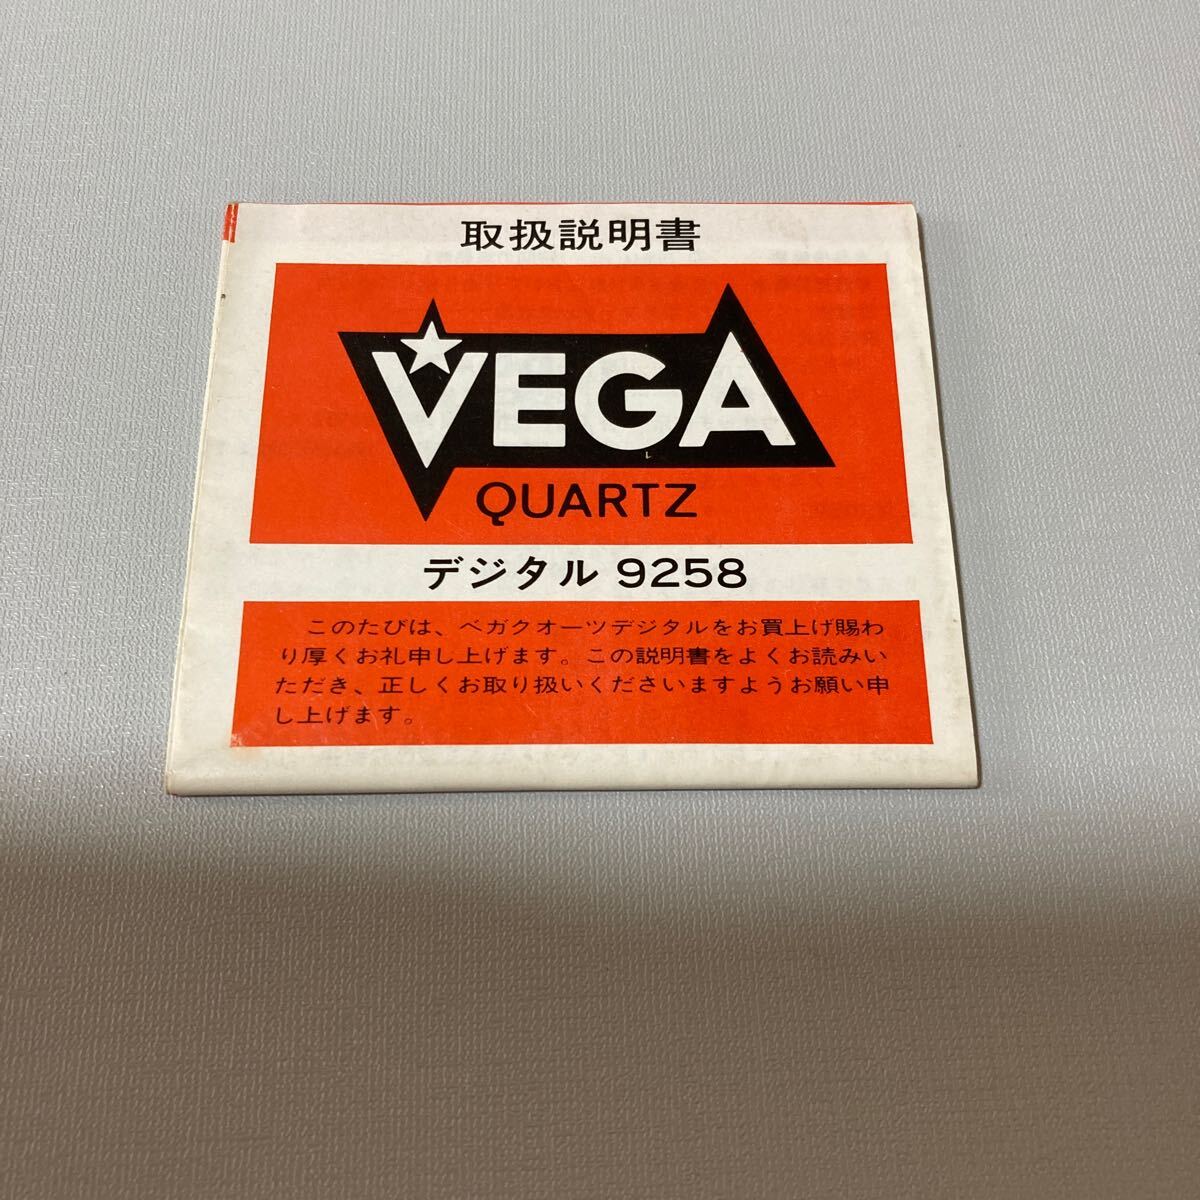 取扱説明書
VEGA
QUARTZ
デジタル 9258
このたびは、ベガクオーツデジタルをお買上げ賜わ
り厚くお礼申し上げます。この説明書をよくお読みい
ただき、正しくお取り扱いくださいますようお願い申
し上げます。